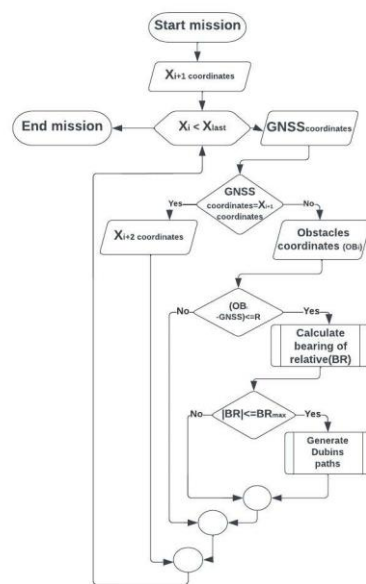 Start mission
Xi+1 coordinates
Xi < Xlast
End mission
GNSScoordinates
GNSS
coordinates=Xi+1
coordinates
Yes
No
Xi+2 coordinates
Obstacles
coordinates (OBi)
(OBi
-GNSS)<=R
No
Yes
Calculate
bearing of
relative(BR)
|BR|<=BRmax
No
Yes
Generate
Dubins
paths